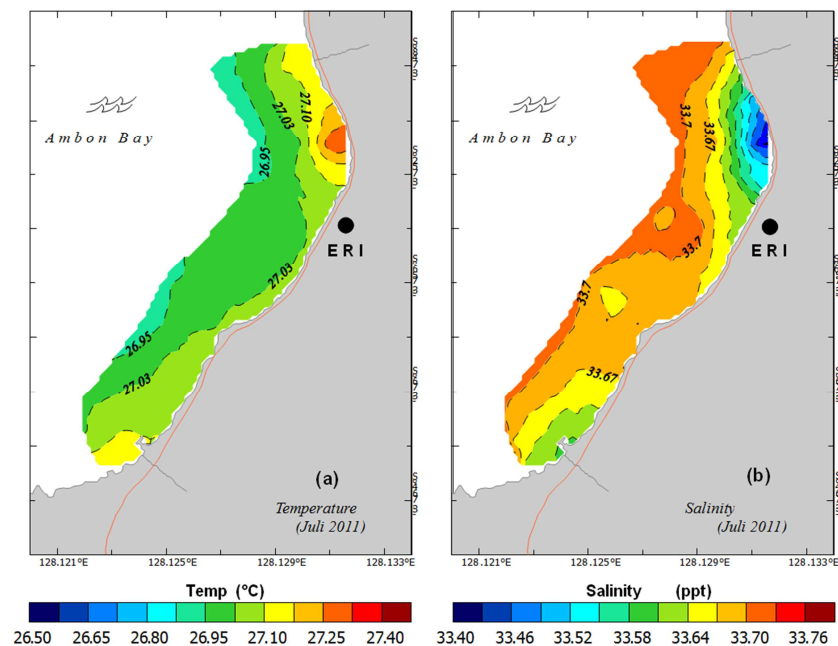 Ambon Bay
27.10
27.03
26.95
ERI
27.03
26.95
27.03
(a)
Temperature
(Juli 2011)
128.121°E 128.125°E 128.129°E 128.133°E
Temp (°C)
26.50 26.65 26.80 26.95 27.10 27.25 27.40
Ambon Bay
33.7
33.67
ERI
33.7
33.7
33.67
(b)
Salinity
(Juli 2011)
128.121°E 128.125°E 128.129°E 128.133°E
Salinity (ppt)
33.40 33.46 33.52 33.58 33.64 33.70 33.76